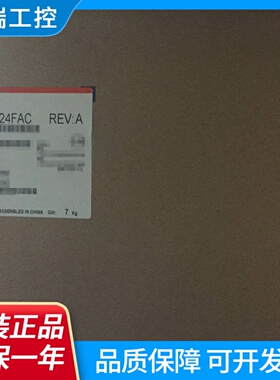 瑞工控
24FAC REV:A
ASSEMBLED IN CHINA
7 Kg
装正品
保一年
品质保障 可开发